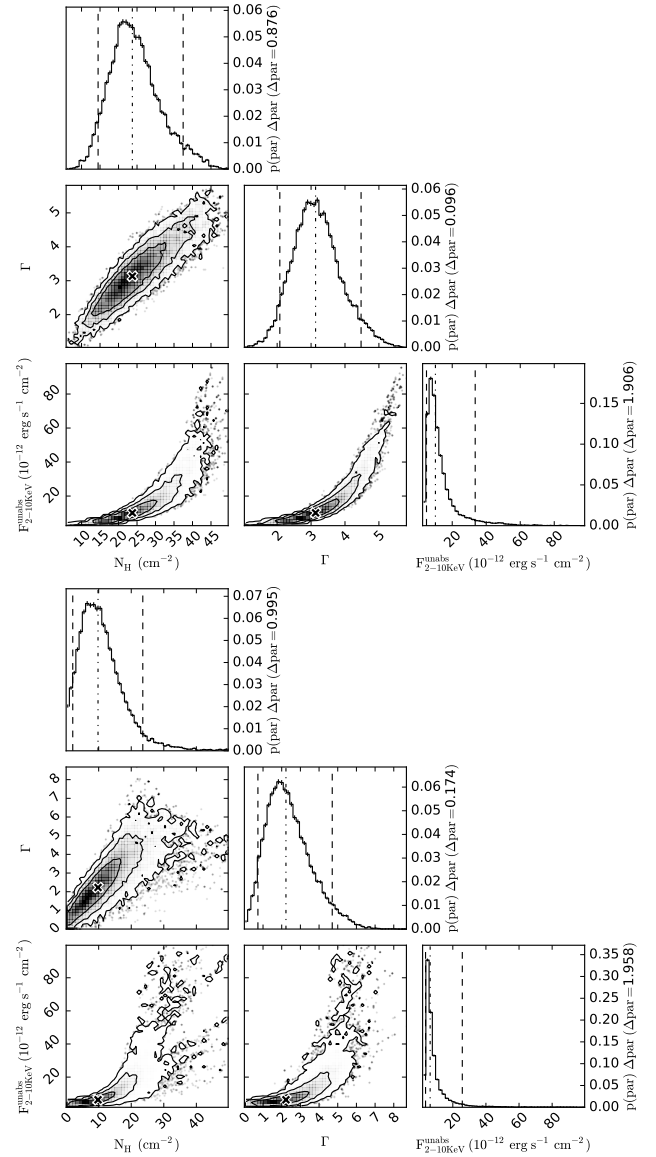 0.00 0.01 0.02 0.03 0.04 0.05 0.06
p(par) Δpar (Δpar=0.876)
2 3 4 5
Γ
0.00 0.01 0.02 0.03 0.04 0.05 0.06
p(par) Δpar (Δpar=0.096)
20 40 60 80
F^unabs_2−10KeV (10^−12 erg s^−1 cm^−2)
10 15 20 25 30 35 40 45
N_H (cm^−2)
2 3 4 5
Γ
0.00 0.05 0.10 0.15
p(par) Δpar (Δpar=1.906)
20 40 60 80
F^unabs_2−10KeV (10^−12 erg s^−1 cm^−2)
0.00 0.01 0.02 0.03 0.04 0.05 0.06 0.07
p(par) Δpar (Δpar=0.995)
0 1 2 3 4 5 6 7 8
Γ
0.00 0.01 0.02 0.03 0.04 0.05 0.06
p(par) Δpar (Δpar=0.174)
20 40 60 80
F^unabs_2−10KeV (10^−12 erg s^−1 cm^−2)
0 10 20 30 40
N_H (cm^−2)
0 1 2 3 4 5 6 7 8
Γ
0.00 0.05 0.10 0.15 0.20 0.25 0.30 0.35
p(par) Δpar (Δpar=1.958)
20 40 60 80
F^unabs_2−10KeV (10^−12 erg s^−1 cm^−2)